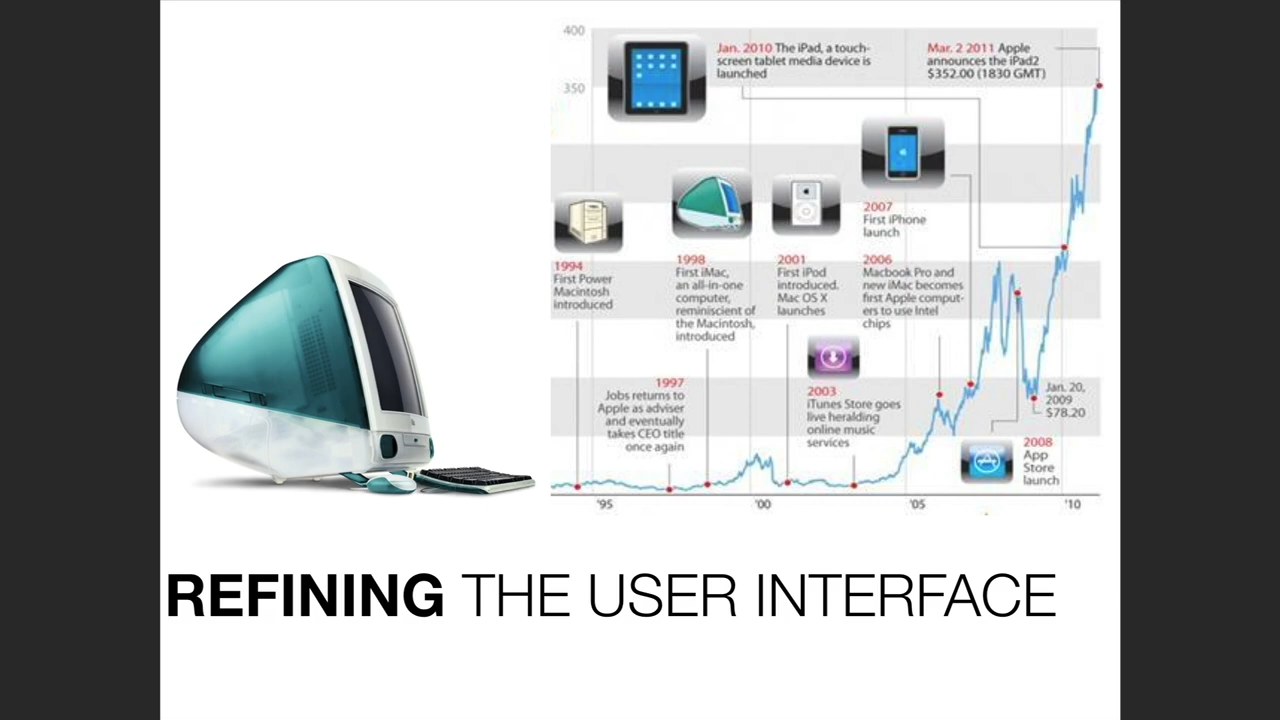 400
350
Jan. 2010 The iPad, a touch-
screen tablet media device is
launched
Mar. 2 2011 Apple
announces the iPad2
$352.00 (1830 GMT)
1994
First Power
Macintosh
introduced
1998
First iMac,
an all-in-one
computer,
reminiscient of
the Macintosh,
introduced
2001
First iPod
introduced.
Mac OS X
launches
2007
First iPhone
launch
2006
Macbook Pro and
new iMac becomes
first Apple comput-
ers to use Intel
chips
1997
Jobs returns to
Apple as adviser
and eventually
takes CEO title
once again
2003
iTunes Store goes
live heralding
online music
services
Jan. 20,
2009
$78.20
2008
App
Store
launch
'95
'00
'05
'10
REFINING THE USER INTERFACE